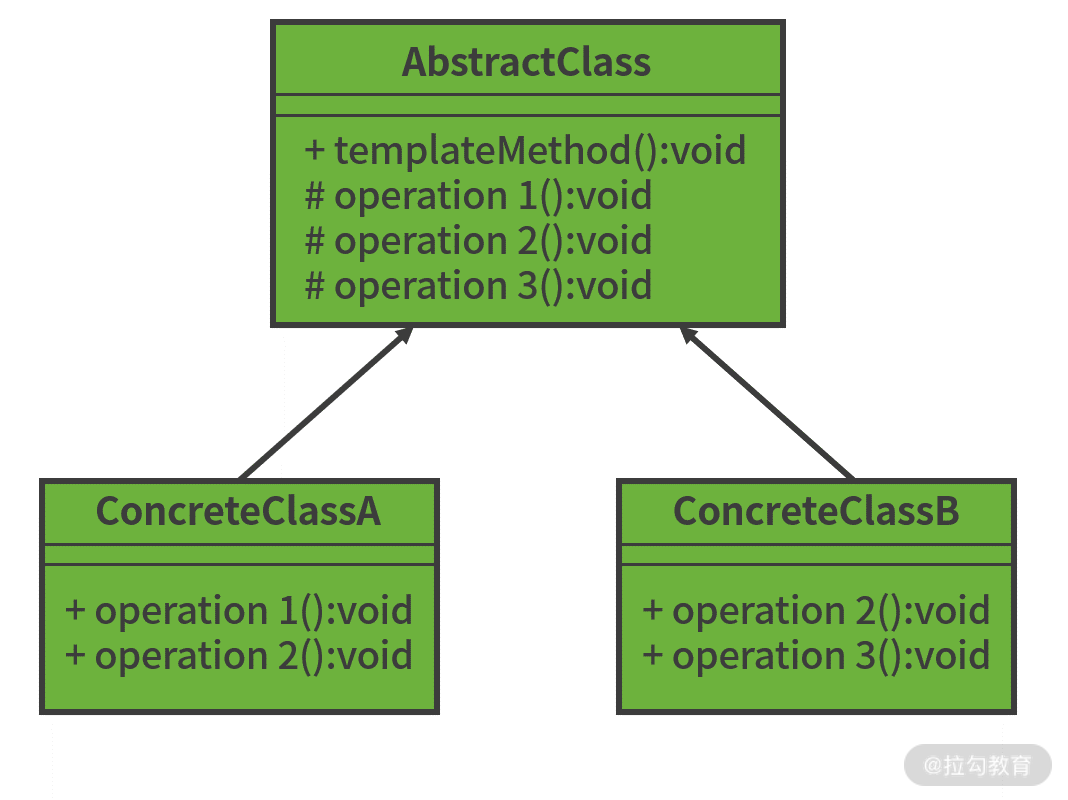 AbstractClass
+ templateMethod():void
# operation 1():void
# operation 2():void
# operation 3():void
ConcreteClassA
+ operation 1():void
+ operation 2():void
ConcreteClassB
+ operation 2():void
+ operation 3():void
@拉勾教育